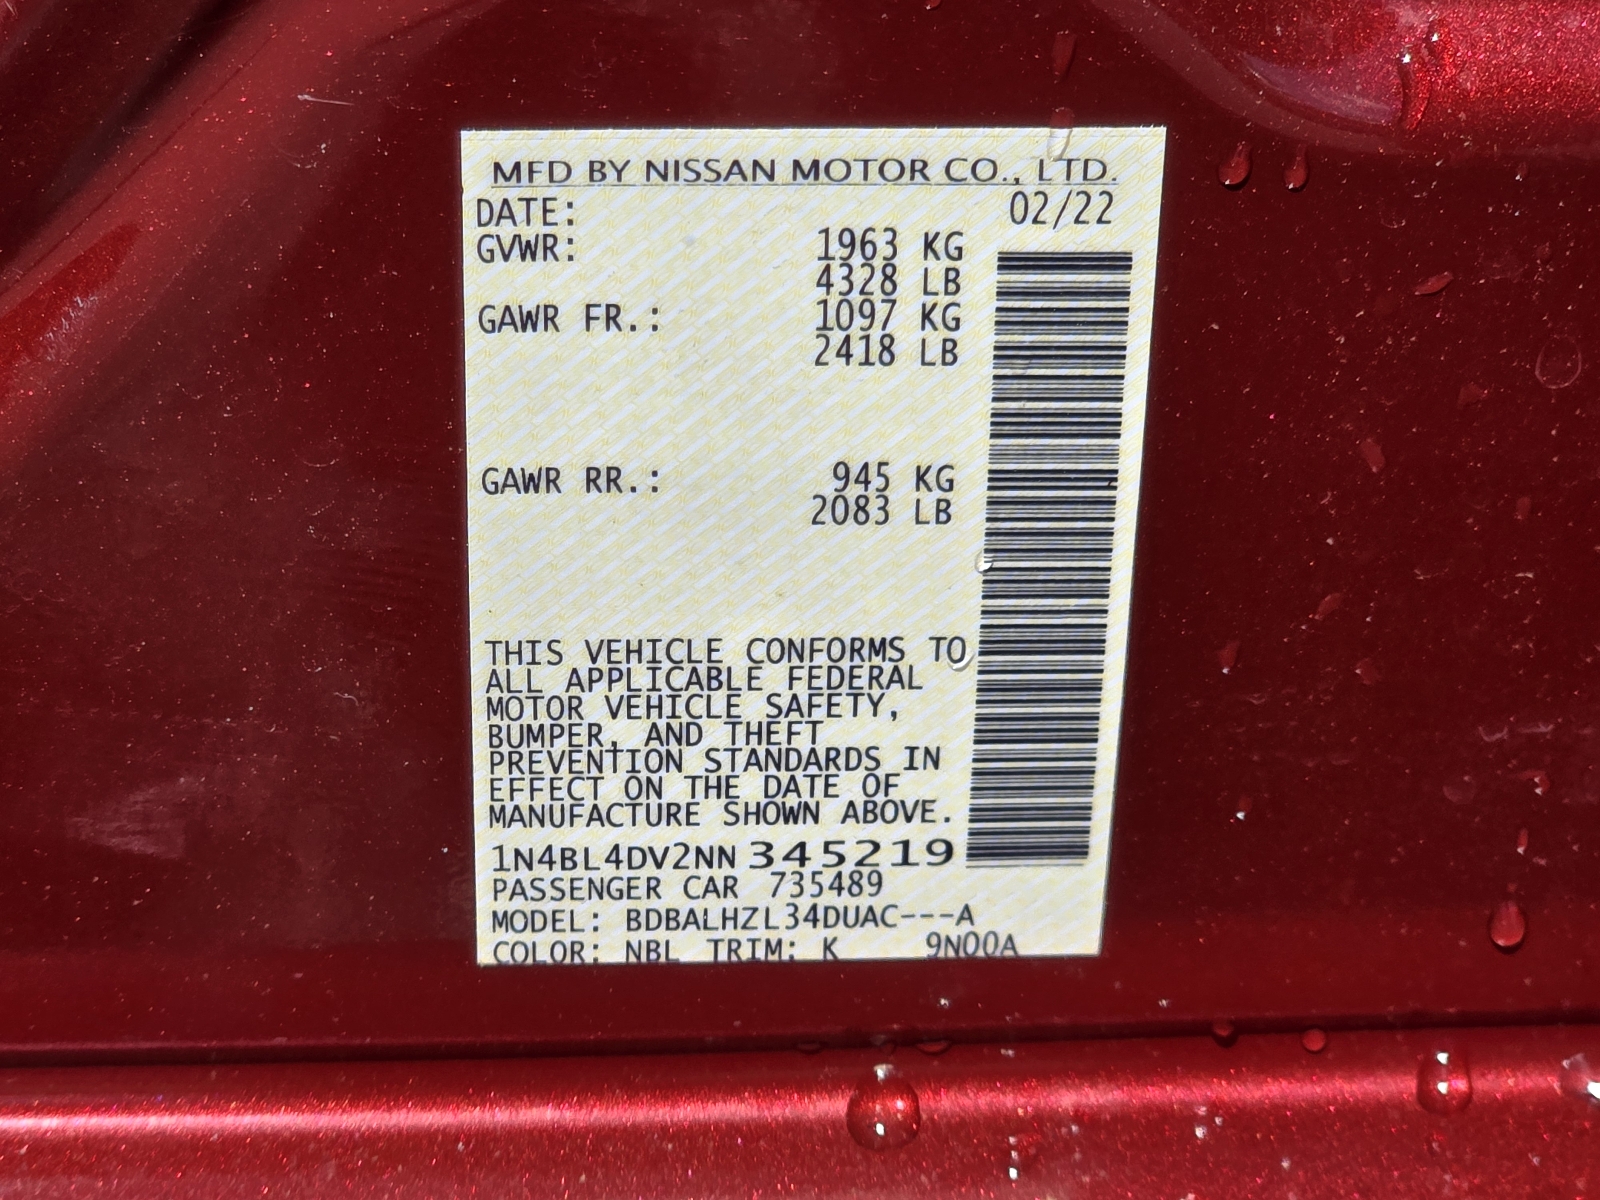 MFD BY NISSAN MOTOR CO., LTD.
DATE: 02/22
GVWR: 1963 KG
4328 LB
GAWR FR.: 1097 KG
2418 LB
GAWR RR.: 945 KG
2083 LB
THIS VEHICLE CONFORMS TO
ALL APPLICABLE FEDERAL
MOTOR VEHICLE SAFETY,
BUMPER, AND THEFT
PREVENTION STANDARDS IN
EFFECT ON THE DATE OF
MANUFACTURE SHOWN ABOVE.
1N4BL4DV2NN345219
PASSENGER CAR 735489
MODEL: BDBALHZL34DUAC---A
COLOR: NBL TRIM: K 9N00A